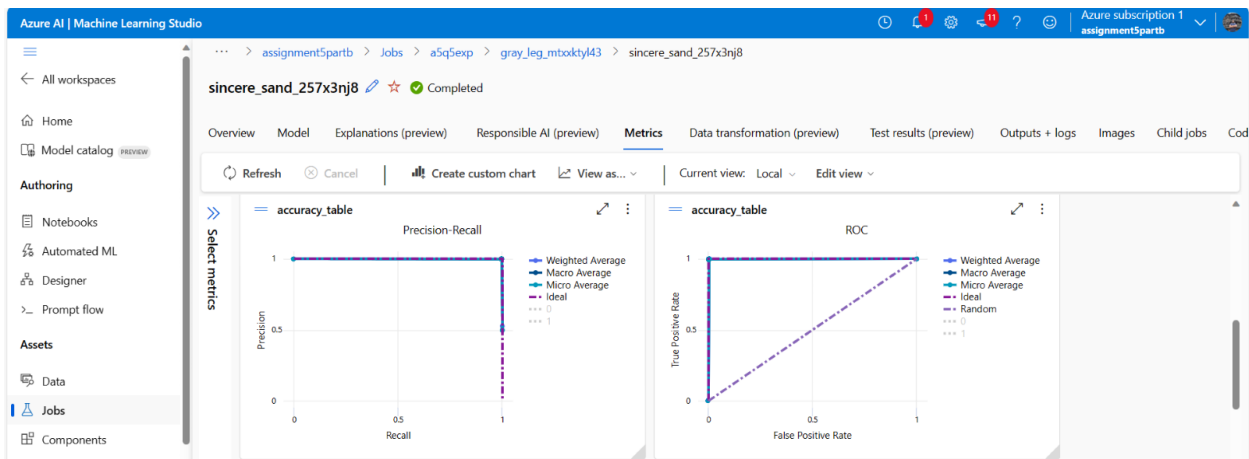 Azure AI | Machine Learning Studio
1
11
?
Azure subscription 1
assignment5partb
All workspaces
Home
Model catalog PREVIEW
Authoring
Notebooks
Automated ML
Designer
Prompt flow
Assets
Data
Jobs
Components
... > assignment5partb > Jobs > a5q5exp > gray_leg_mtxxktyl43 > sincere_sand_257x3nj8
sincere_sand_257x3nj8 Completed
Overview Model Explanations (preview) Responsible AI (preview) Metrics Data transformation (preview) Test results (preview) Outputs + logs Images Child jobs Cod
Refresh Cancel Create custom chart View as... Current view: Local Edit view
Select metrics
accuracy_table
Precision-Recall
1
0.5
0
Precision
0 0.5 1
Recall
Weighted Average
Macro Average
Micro Average
Ideal
0
1
accuracy_table
ROC
1
0.5
0
True Positive Rate
0 0.5 1
False Positive Rate
Weighted Average
Macro Average
Micro Average
Ideal
Random
0
1